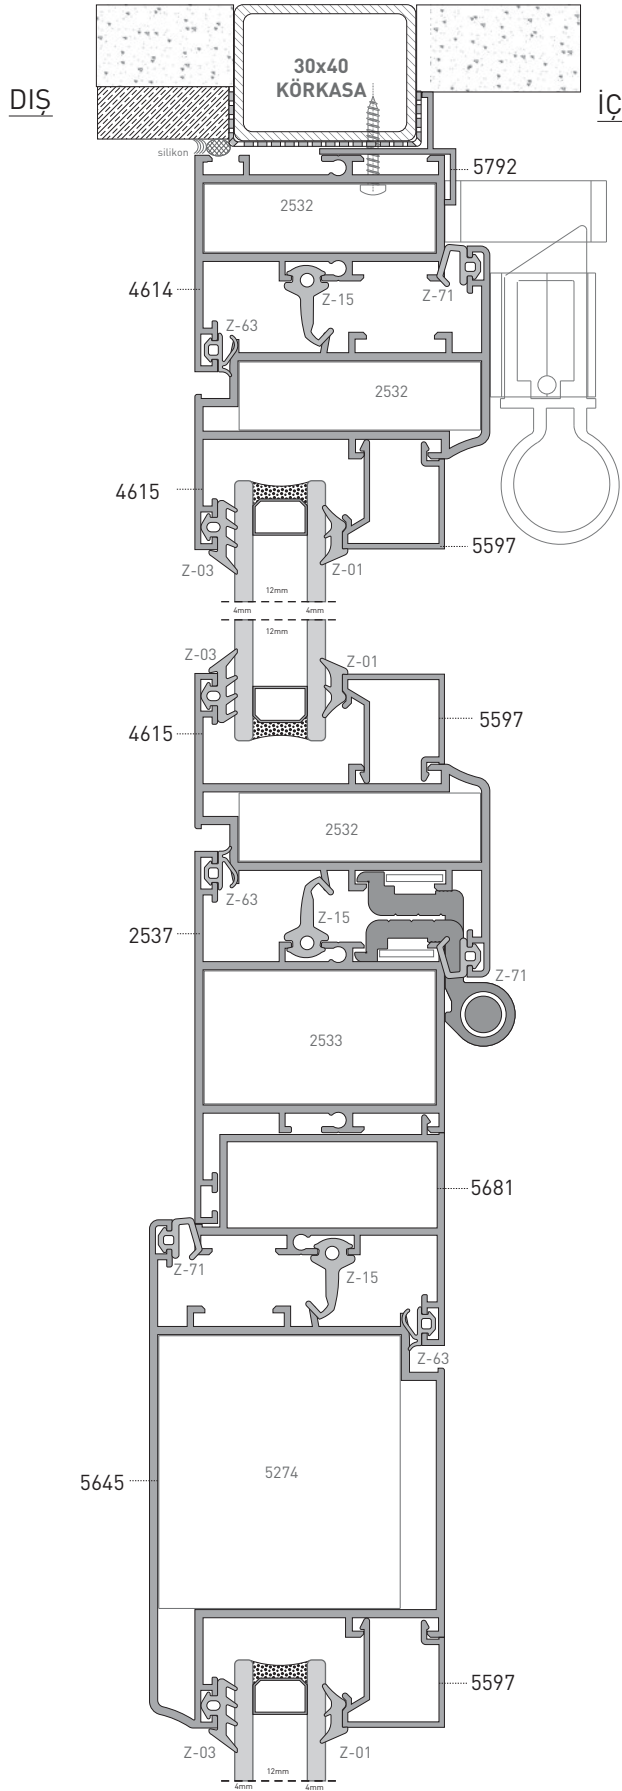 30x40
KÖRKASA
DIŞ
İÇ
silikon
5792
2532
4614
Z-15
Z-71
Z-63
2532
4615
5597
Z-03
Z-01
12mm
4mm
4mm
12mm
Z-03
Z-01
4615
5597
2532
Z-63
Z-15
2537
Z-71
2533
5681
Z-71
Z-15
Z-63
5645
5274
5597
Z-03
Z-01
12mm
4mm
4mm